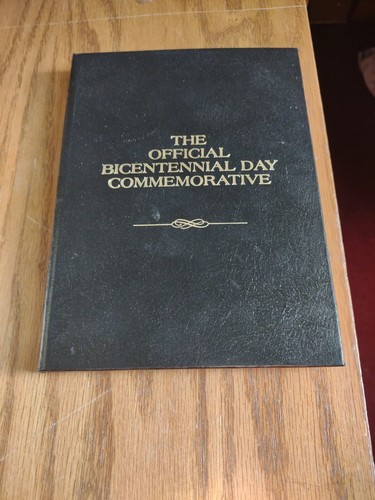 THE
OFFICIAL
BICENTENNIAL DAY
COMMEMORATIVE